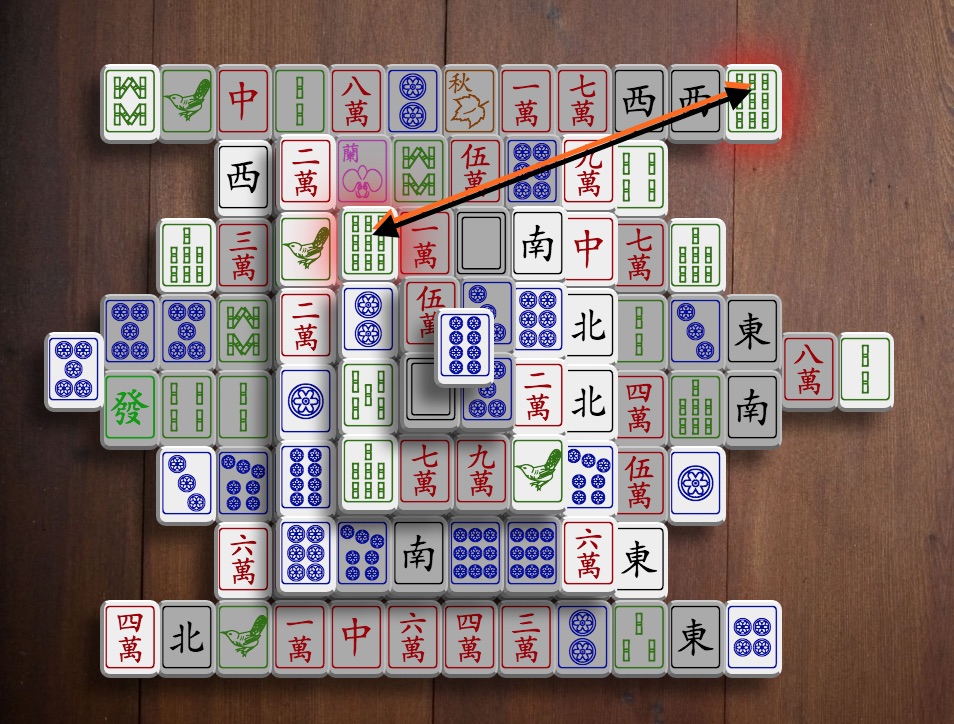 中 八萬 秋 一萬 七萬 西 西
西 二萬 蘭 伍萬 九萬
三萬 一萬 南 中 七萬
二萬 伍萬 北 東
八萬
發 二萬 北 四萬 南
七萬 九萬 伍萬
六萬 南 六萬 東
四萬 北 一萬 中 六萬 四萬 三萬 東